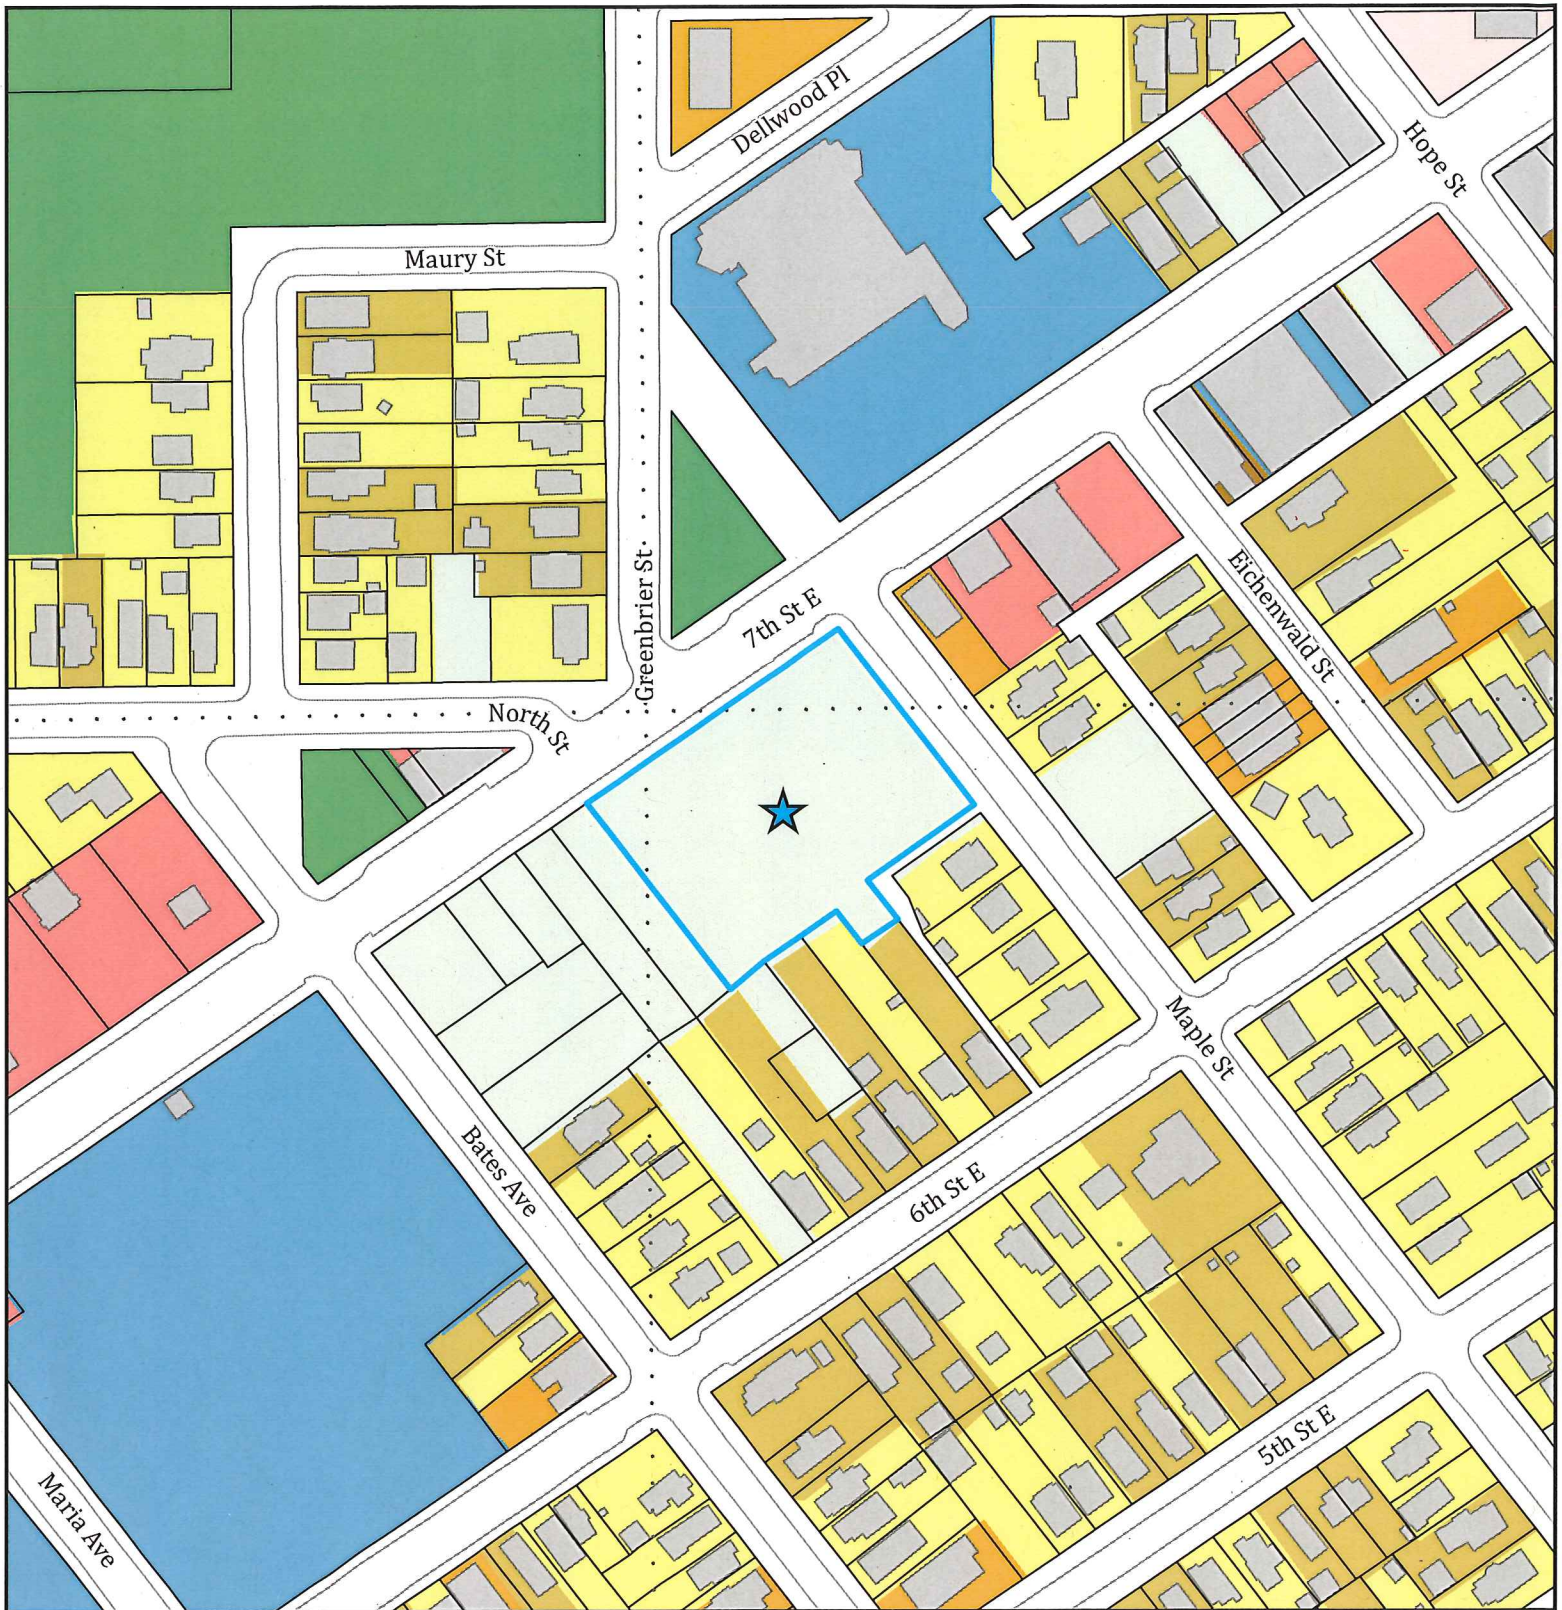 Dellwood Pl
Hope St
Maury St
Greenbrier St
7th St E
Eichenwald St
North St
Maple St
Bates Ave
6th St E
5th St E
Maria Ave